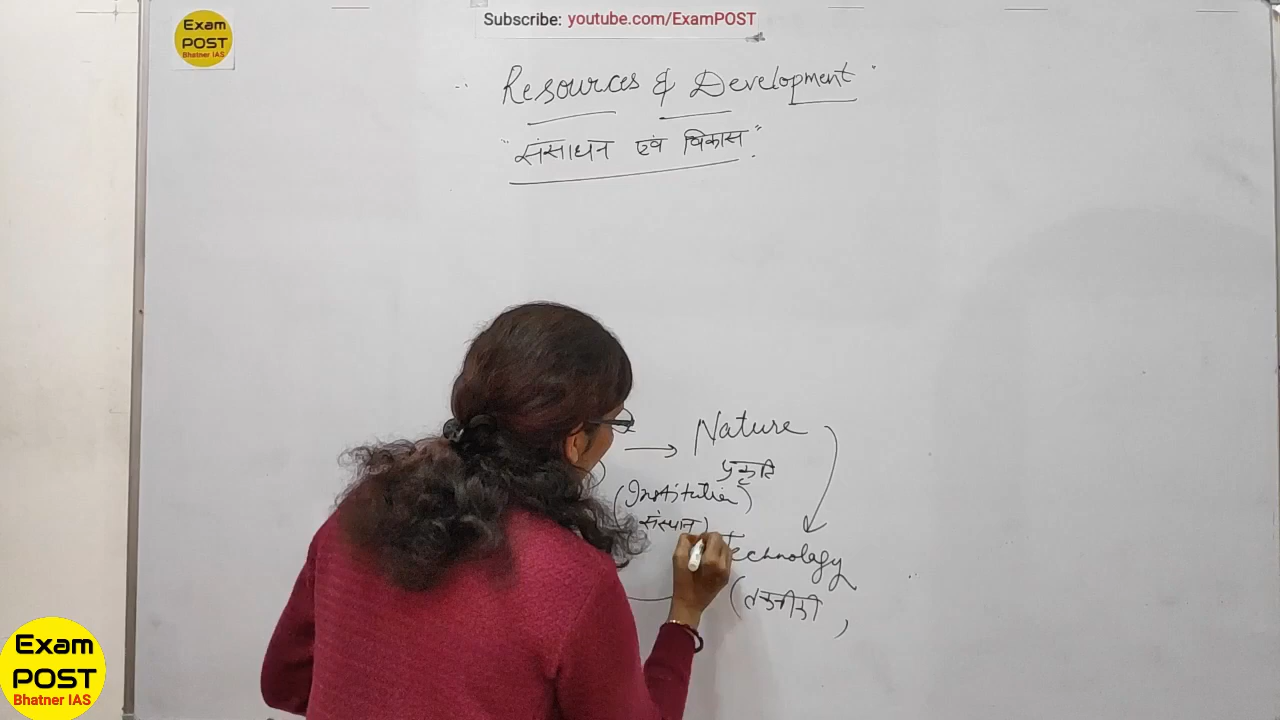 Exam
POST
Bhatner IAS
Subscribe: youtube.com/ExamPOST
"Resources & Development"
"संसाधन एवं विकास"
Nature
प्रकृति
(Institution)
संस्थान)
Technology
(तकनीकी)
Exam
POST
Bhatner IAS